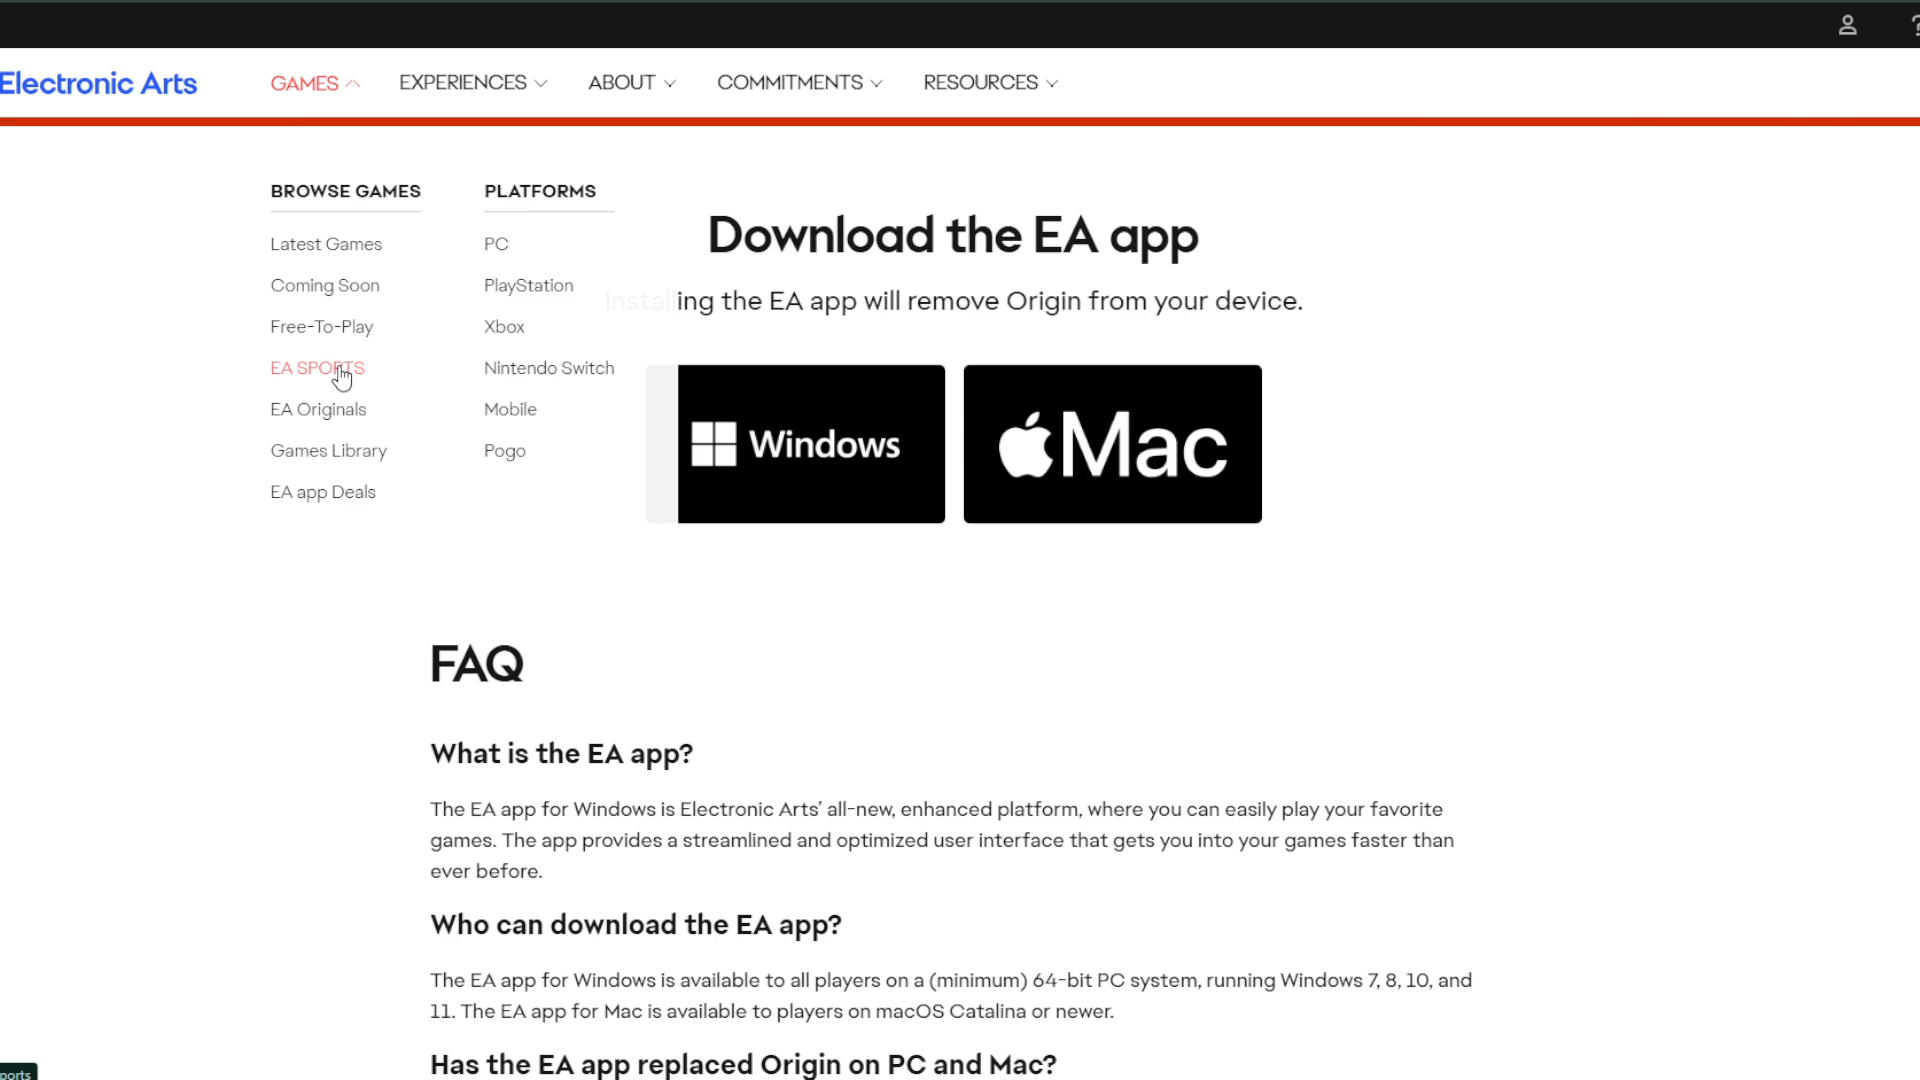 Electronic Arts
GAMES
EXPERIENCES
ABOUT
COMMITMENTS
RESOURCES
BROWSE GAMES
Latest Games
Coming Soon
Free-To-Play
EA SPORTS
EA Originals
Games Library
EA app Deals
PLATFORMS
PC
PlayStation
Xbox
Nintendo Switch
Mobile
Pogo
Download the EA app
Installing the EA app will remove Origin from your device.
Windows
Mac
FAQ
What is the EA app?
The EA app for Windows is Electronic Arts’ all-new, enhanced platform, where you can easily play your favorite
games. The app provides a streamlined and optimized user interface that gets you into your games faster than
ever before.
Who can download the EA app?
The EA app for Windows is available to all players on a (minimum) 64-bit PC system, running Windows 7, 8, 10, and
11. The EA app for Mac is available to players on macOS Catalina or newer.
Has the EA app replaced Origin on PC and Mac?
ports